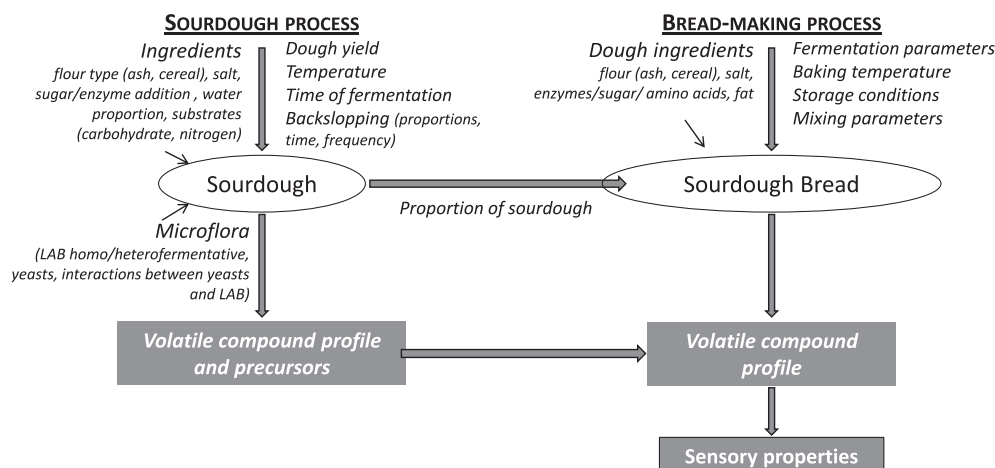 SOURDOUGH PROCESS
Ingredients
flour type (ash, cereal), salt,
sugar/enzyme addition , water
proportion, substrates
(carbohydrate, nitrogen)
Dough yield
Temperature
Time of fermentation
Backslopping (proportions,
time, frequency)
Sourdough
Microflora
(LAB homo/heterofermentative,
yeasts, interactions between yeasts
and LAB)
Volatile compound profile
and precursors
Proportion of sourdough
BREAD-MAKING PROCESS
Dough ingredients
flour (ash, cereal), salt,
enzymes/sugar/ amino acids, fat
Fermentation parameters
Baking temperature
Storage conditions
Mixing parameters
Sourdough Bread
Volatile compound
profile
Sensory properties